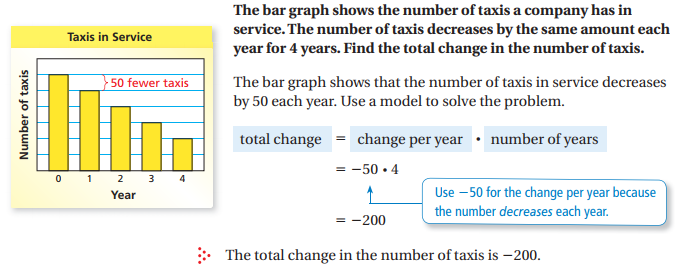 The bar graph shows the number of taxis a company has in
service. The number of taxis decreases by the same amount each
year for 4 years. Find the total change in the number of taxis.
Taxis in Service
50 fewer taxis
Number of taxis
0 1 2 3 4
Year
The bar graph shows that the number of taxis in service decreases
by 50 each year. Use a model to solve the problem.
total change = change per year • number of years
= −50 • 4
Use −50 for the change per year because
the number decreases each year.
= −200
The total change in the number of taxis is −200.